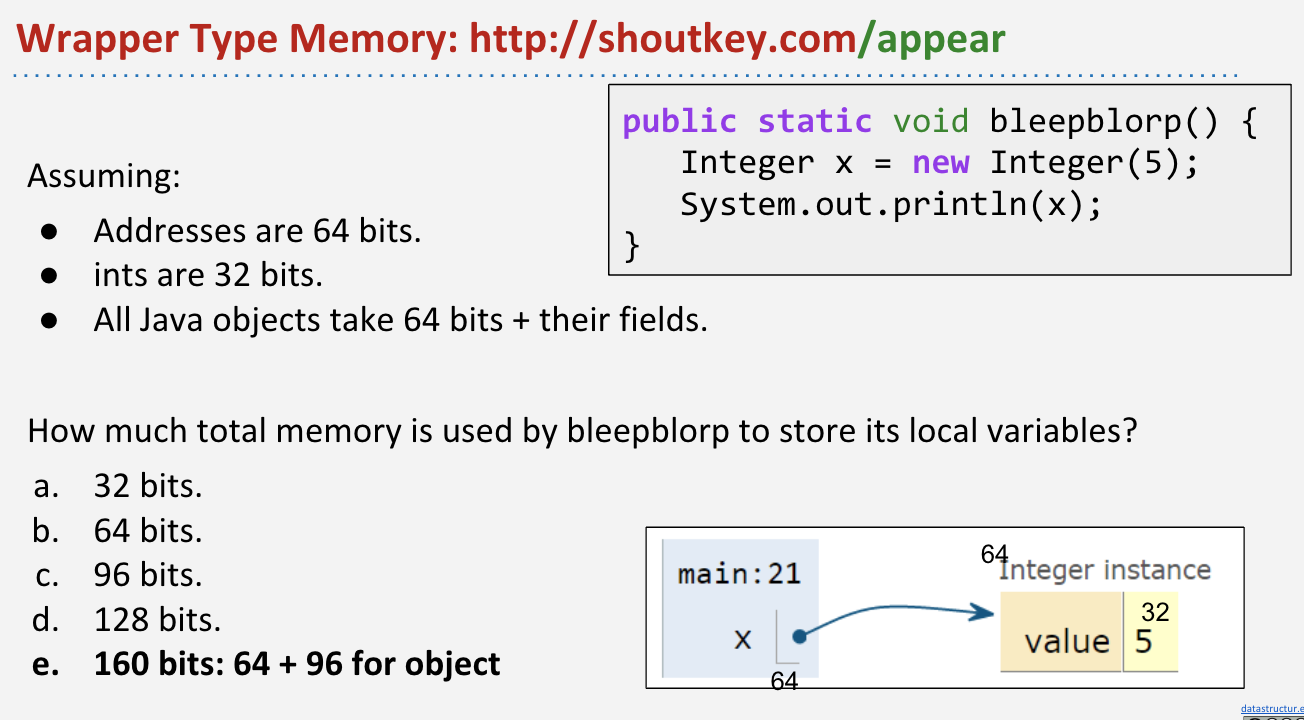 Wrapper Type Memory: http://shoutkey.com/appear
public static void bleepblorp() {
Integer x = new Integer(5);
System.out.println(x);
}
Assuming:
● Addresses are 64 bits.
● ints are 32 bits.
● All Java objects take 64 bits + their fields.
How much total memory is used by bleepblorp to store its local variables?
a. 32 bits.
b. 64 bits.
c. 96 bits.
d. 128 bits.
e. 160 bits: 64 + 96 for object
main:21
x
64
64
Integer instance
value
32
5
datastructur.e